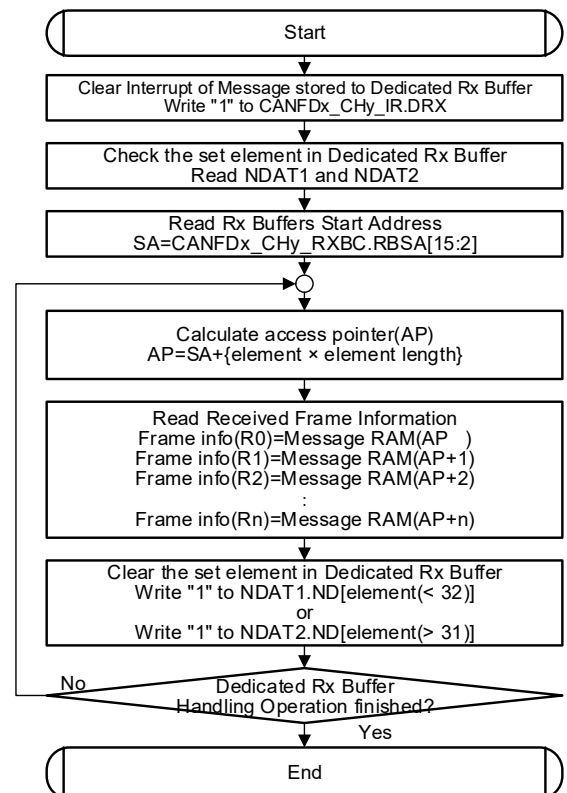 Start
Clear Interrupt of Message stored to Dedicated Rx Buffer
Write "1" to CANFDx_CHy_IR.DRX
Check the set element in Dedicated Rx Buffer
Read NDAT1 and NDAT2
Read Rx Buffers Start Address
SA=CANFDx_CHy_RXBC.RBSA[15:2]
Calculate access pointer(AP)
AP=SA+{element × element length}
Read Received Frame Information
Frame info(R0)=Message RAM(AP   )
Frame info(R1)=Message RAM(AP+1)
Frame info(R2)=Message RAM(AP+2)
:
Frame info(Rn)=Message RAM(AP+n)
Clear the set element in Dedicated Rx Buffer
Write "1" to NDAT1.ND[element(< 32)]
or
Write "1" to NDAT2.ND[element(> 31)]
No
Dedicated Rx Buffer
Handling Operation finished?
Yes
End